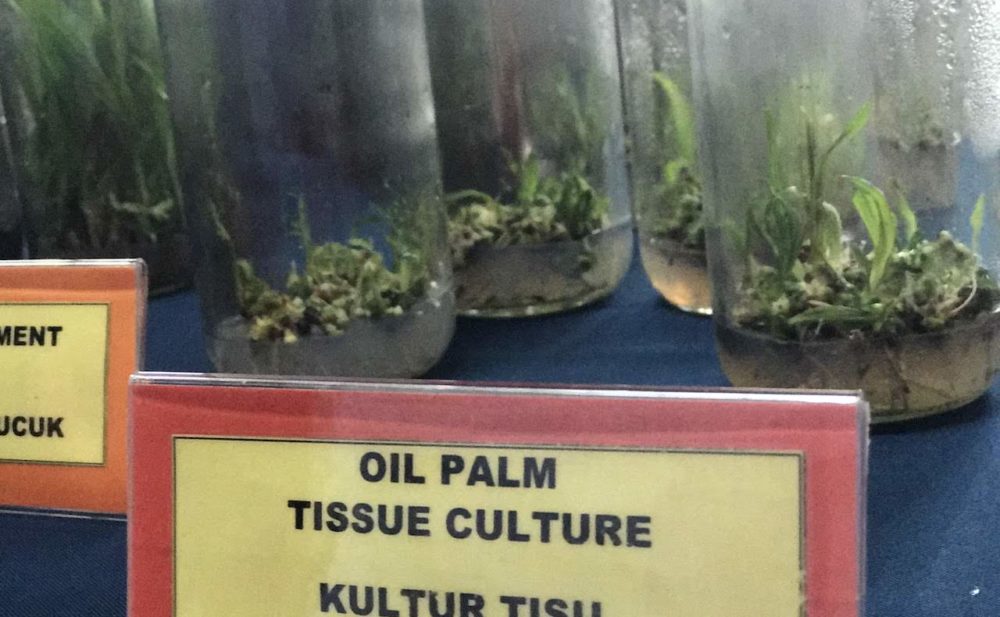 MENT
UCUK
OIL PALM
TISSUE CULTURE
KULTUR TISU